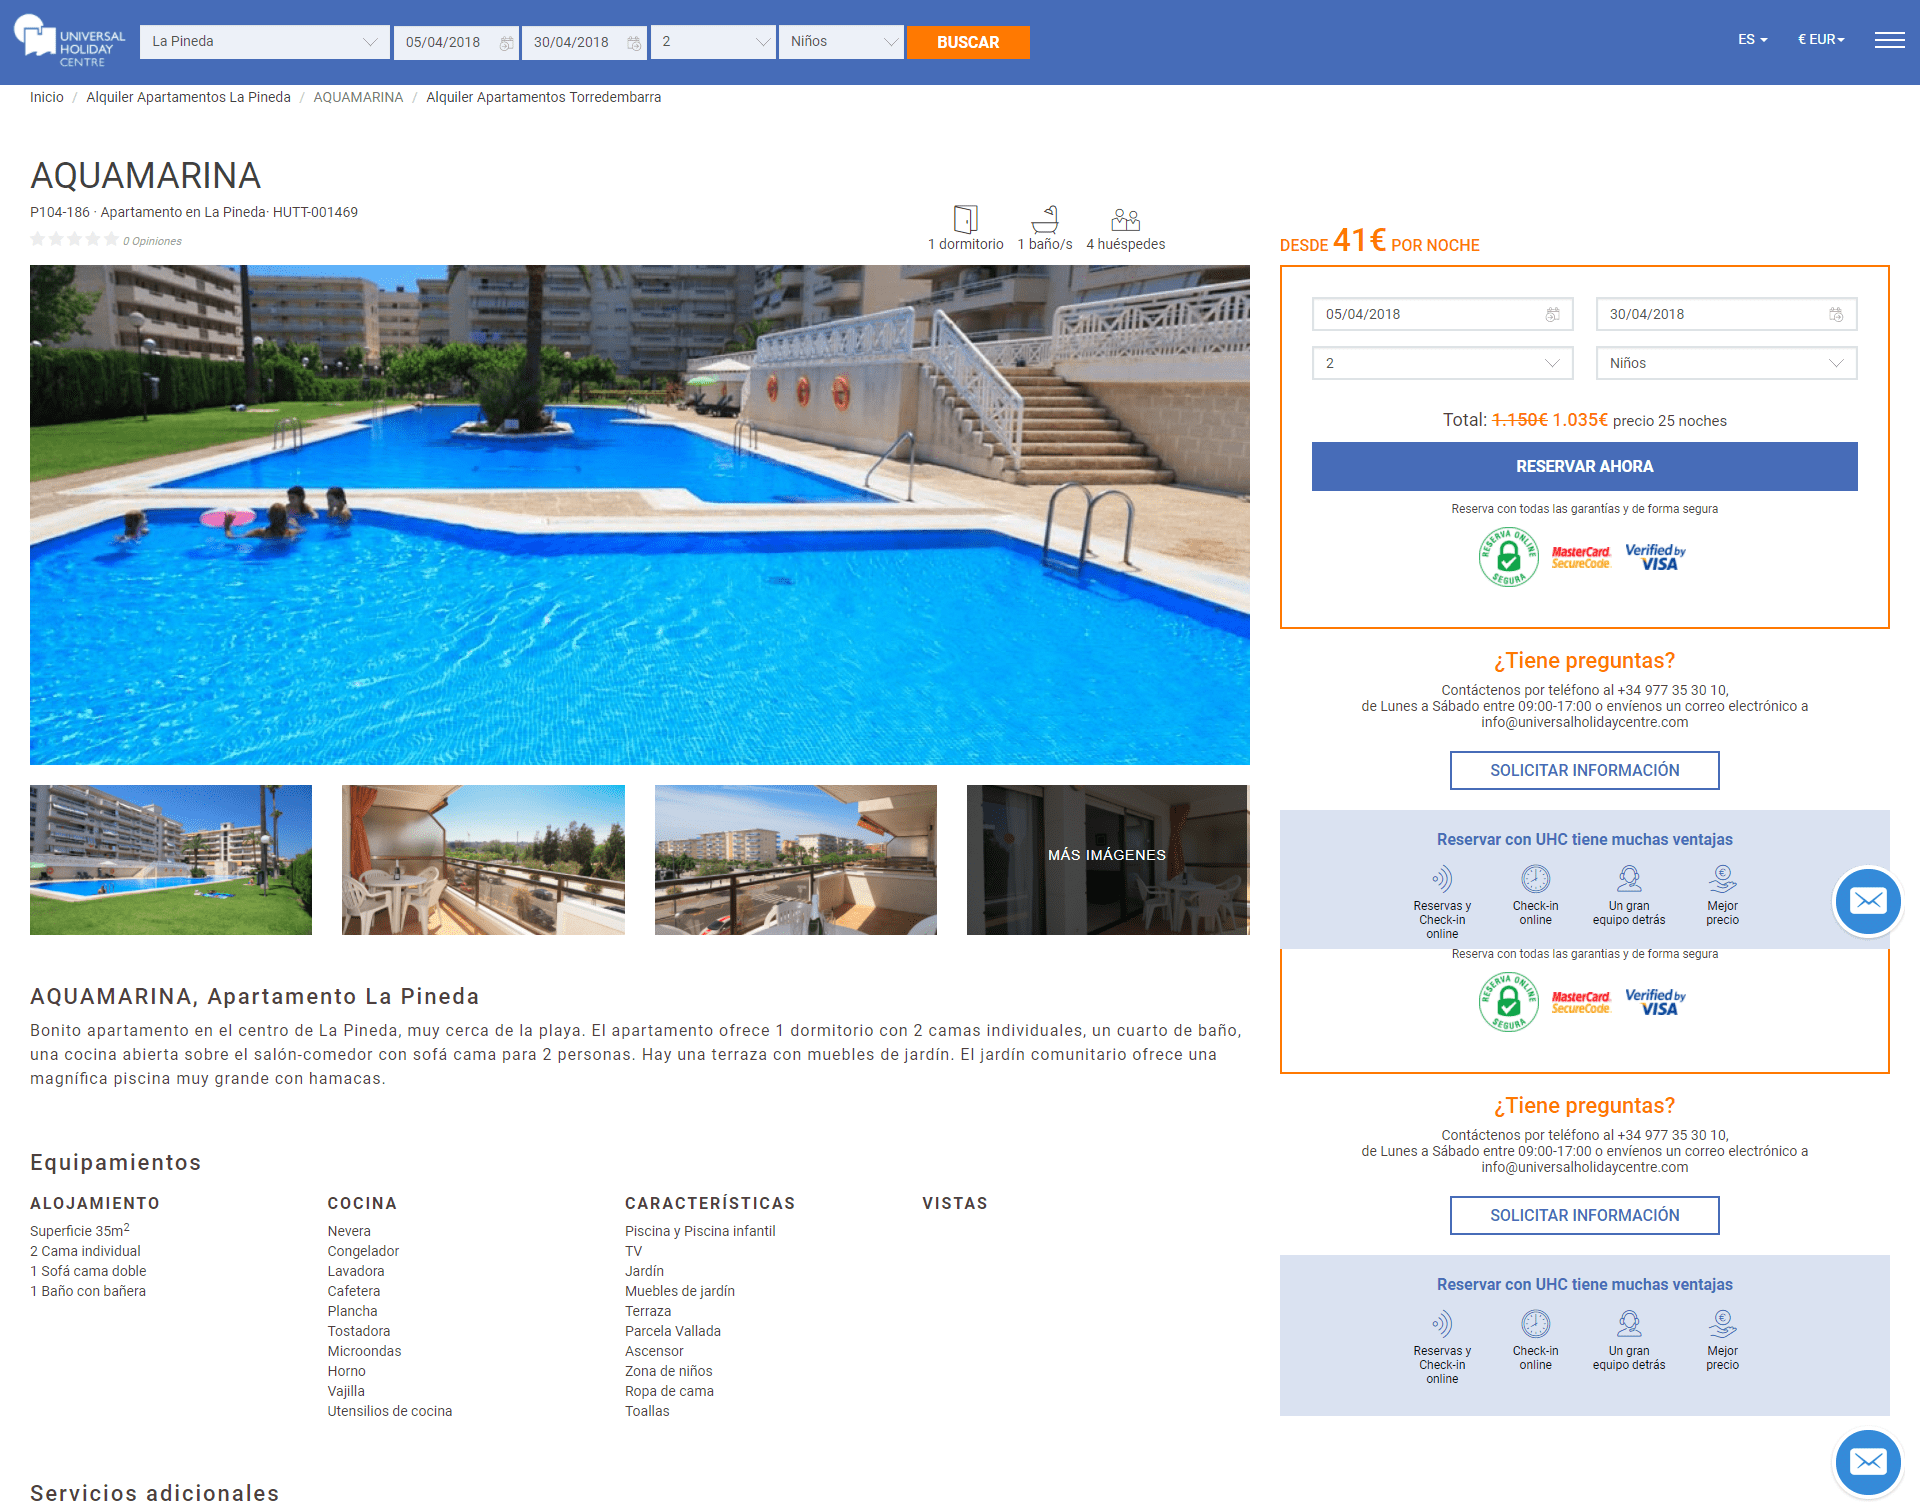 UNIVERSAL
HOLIDAY
CENTRE
La Pineda
05/04/2018
30/04/2018
2
Niños
BUSCAR
ES
€ EUR
Inicio / Alquiler Apartamentos La Pineda / AQUAMARINA / Alquiler Apartamentos Torredembarra
AQUAMARINA
P104-186 · Apartamento en La Pineda· HUTT-001469
0 Opiniones
1 dormitorio
1 baño/s
4 huéspedes
MÁS IMÁGENES
AQUAMARINA, Apartamento La Pineda
Bonito apartamento en el centro de La Pineda, muy cerca de la playa. El apartamento ofrece 1 dormitorio con 2 camas individuales, un cuarto de baño,
una cocina abierta sobre el salón-comedor con sofá cama para 2 personas. Hay una terraza con muebles de jardín. El jardín comunitario ofrece una
magnífica piscina muy grande con hamacas.
Equipamientos
ALOJAMIENTO
Superficie 35m2
2 Cama individual
1 Sofá cama doble
1 Baño con bañera
COCINA
Nevera
Congelador
Lavadora
Cafetera
Plancha
Tostadora
Microondas
Horno
Vajilla
Utensilios de cocina
CARACTERÍSTICAS
Piscina y Piscina infantil
TV
Jardín
Muebles de jardín
Terraza
Parcela Vallada
Ascensor
Zona de niños
Ropa de cama
Toallas
VISTAS
Servicios adicionales
DESDE 41€ POR NOCHE
05/04/2018
30/04/2018
2
Niños
Total: 1.150€ 1.035€ precio 25 noches
RESERVAR AHORA
Reserva con todas las garantías y de forma segura
RESERVA ONLINE
SEGURA
MasterCard.
SecureCode.
Verified by
VISA
¿Tiene preguntas?
Contáctenos por teléfono al +34 977 35 30 10,
de Lunes a Sábado entre 09:00-17:00 o envíenos un correo electrónico a
info@universalholidaycentre.com
SOLICITAR INFORMACIÓN
Reservar con UHC tiene muchas ventajas
Reservas y
Check-in
online
Check-in
online
Un gran
equipo detrás
Mejor
precio
Reserva con todas las garantías y de forma segura
RESERVA ONLINE
SEGURA
MasterCard.
SecureCode.
Verified by
VISA
¿Tiene preguntas?
Contáctenos por teléfono al +34 977 35 30 10,
de Lunes a Sábado entre 09:00-17:00 o envíenos un correo electrónico a
info@universalholidaycentre.com
SOLICITAR INFORMACIÓN
Reservar con UHC tiene muchas ventajas
Reservas y
Check-in
online
Check-in
online
Un gran
equipo detrás
Mejor
precio